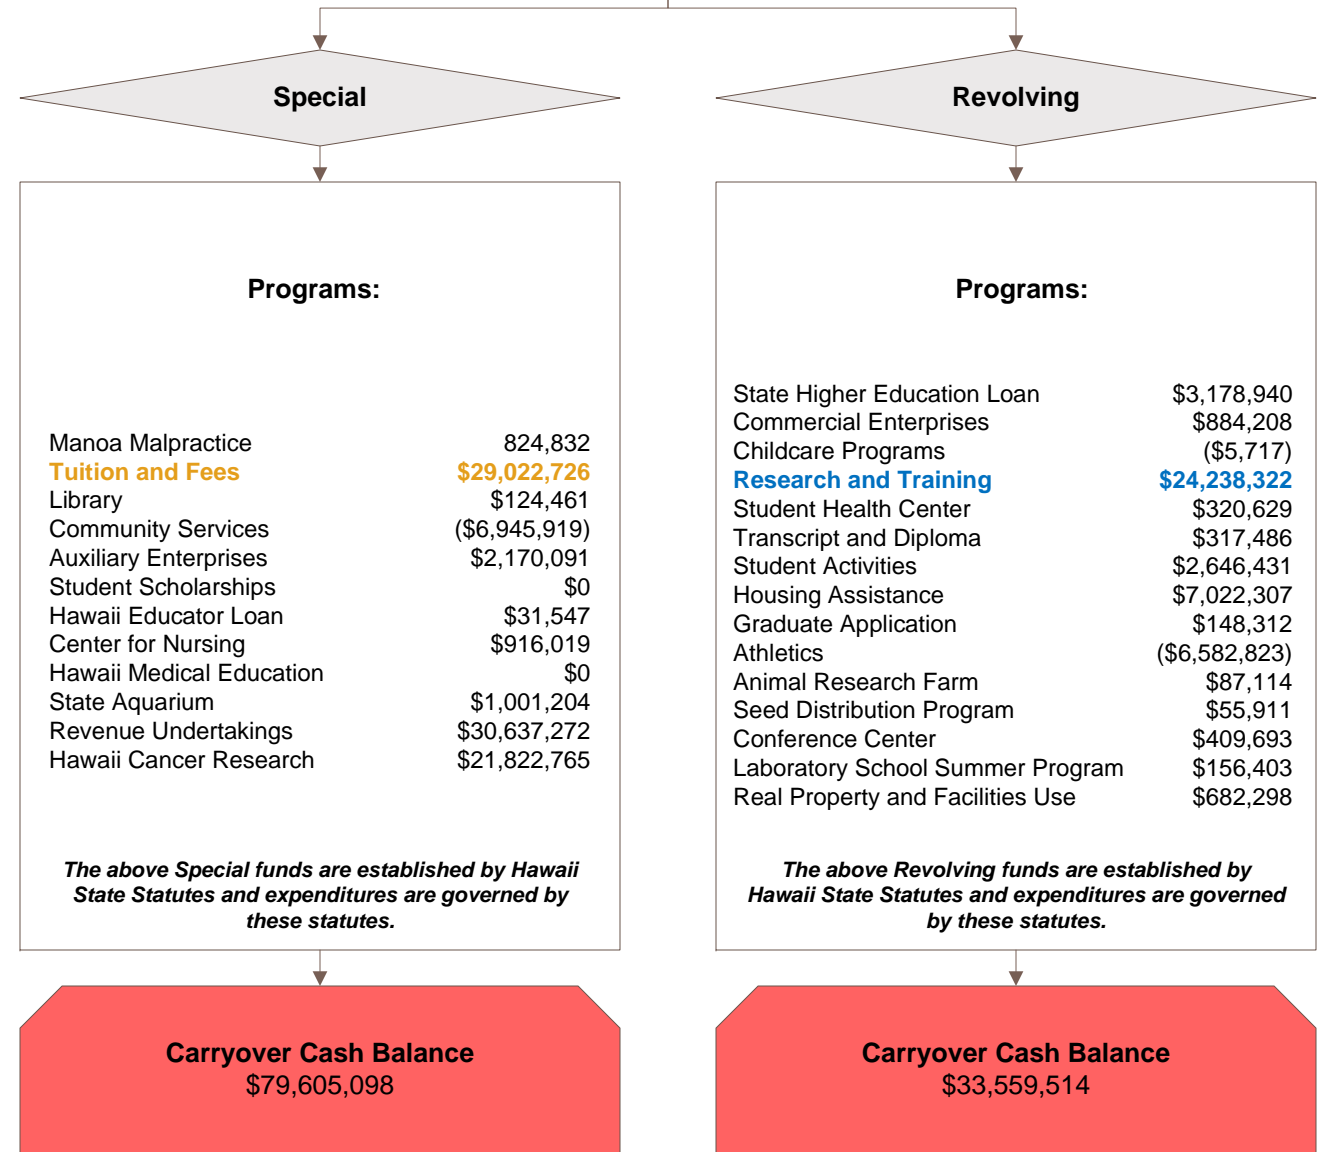 Special
Programs:
Manoa Malpractice 824,832
Tuition and Fees $29,022,726
Library $124,461
Community Services ($6,945,919)
Auxiliary Enterprises $2,170,091
Student Scholarships $0
Hawaii Educator Loan $31,547
Center for Nursing $916,019
Hawaii Medical Education $0
State Aquarium $1,001,204
Revenue Undertakings $30,637,272
Hawaii Cancer Research $21,822,765
The above Special funds are established by Hawaii
State Statutes and expenditures are governed by
these statutes.
Carryover Cash Balance
$79,605,098
Revolving
Programs:
State Higher Education Loan $3,178,940
Commercial Enterprises $884,208
Childcare Programs ($5,717)
Research and Training $24,238,322
Student Health Center $320,629
Transcript and Diploma $317,486
Student Activities $2,646,431
Housing Assistance $7,022,307
Graduate Application $148,312
Athletics ($6,582,823)
Animal Research Farm $87,114
Seed Distribution Program $55,911
Conference Center $409,693
Laboratory School Summer Program $156,403
Real Property and Facilities Use $682,298
The above Revolving funds are established by
Hawaii State Statutes and expenditures are governed
by these statutes.
Carryover Cash Balance
$33,559,514